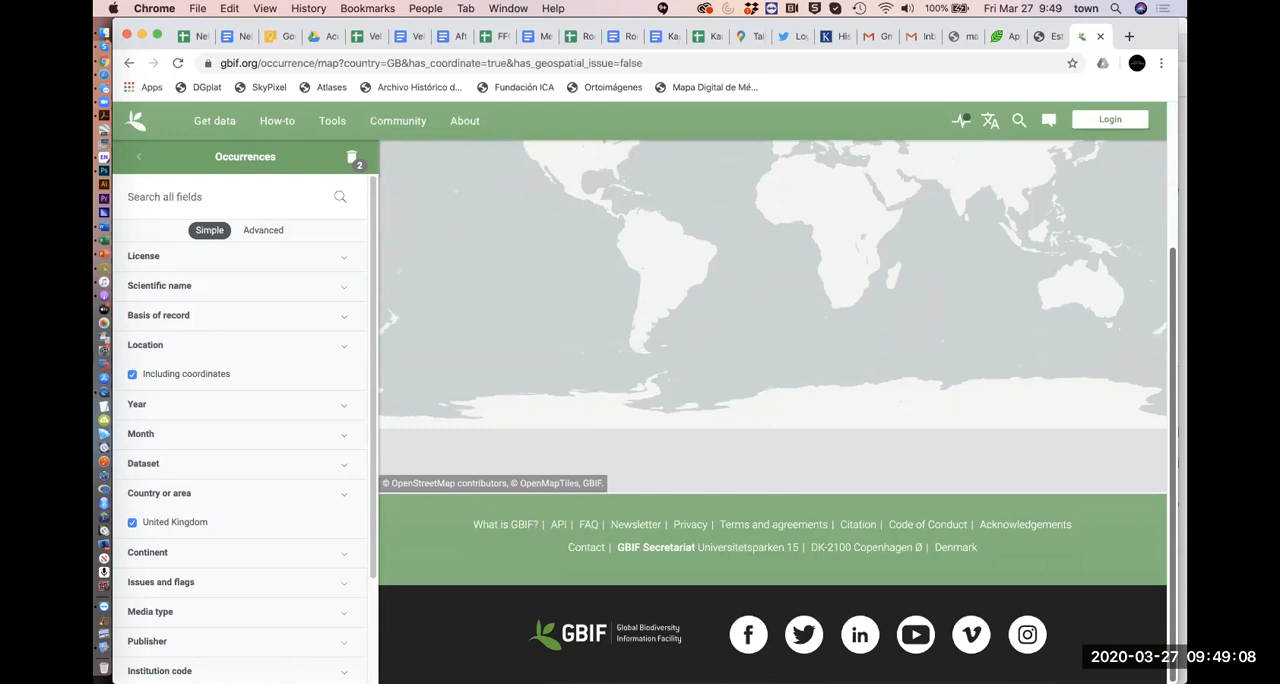 Chrome File Edit View History Bookmarks People Tab Window Help 100% Fri Mar 27 9:49 town
gbif.org/occurrence/map?country=GB&has_coordinate=true&has_geospatial_issue=false
Apps DGplat SkyPixel Atlases Archivo Histórico d... Fundación ICA Ortoimágenes Mapa Digital de Mé...
Get data How-to Tools Community About Login
Occurrences 2
Search all fields
Simple Advanced
License
Scientific name
Basis of record
Location
Including coordinates
Year
Month
Dataset
Country or area
United Kingdom
Continent
Issues and flags
Media type
Publisher
Institution code
© OpenStreetMap contributors, © OpenMapTiles, GBIF.
What is GBIF? | API | FAQ | Newsletter | Privacy | Terms and agreements | Citation | Code of Conduct | Acknowledgements
Contact | GBIF Secretariat Universitetsparken 15 | DK-2100 Copenhagen Ø | Denmark
GBIF Global Biodiversity
Information Facility
2020-03-27 09:49:08